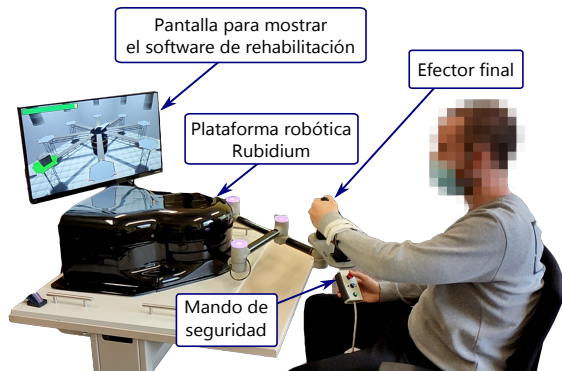 Pantalla para mostrar
el software de rehabilitación
Efector final
Plataforma robótica
Rubidium
Mando de
seguridad